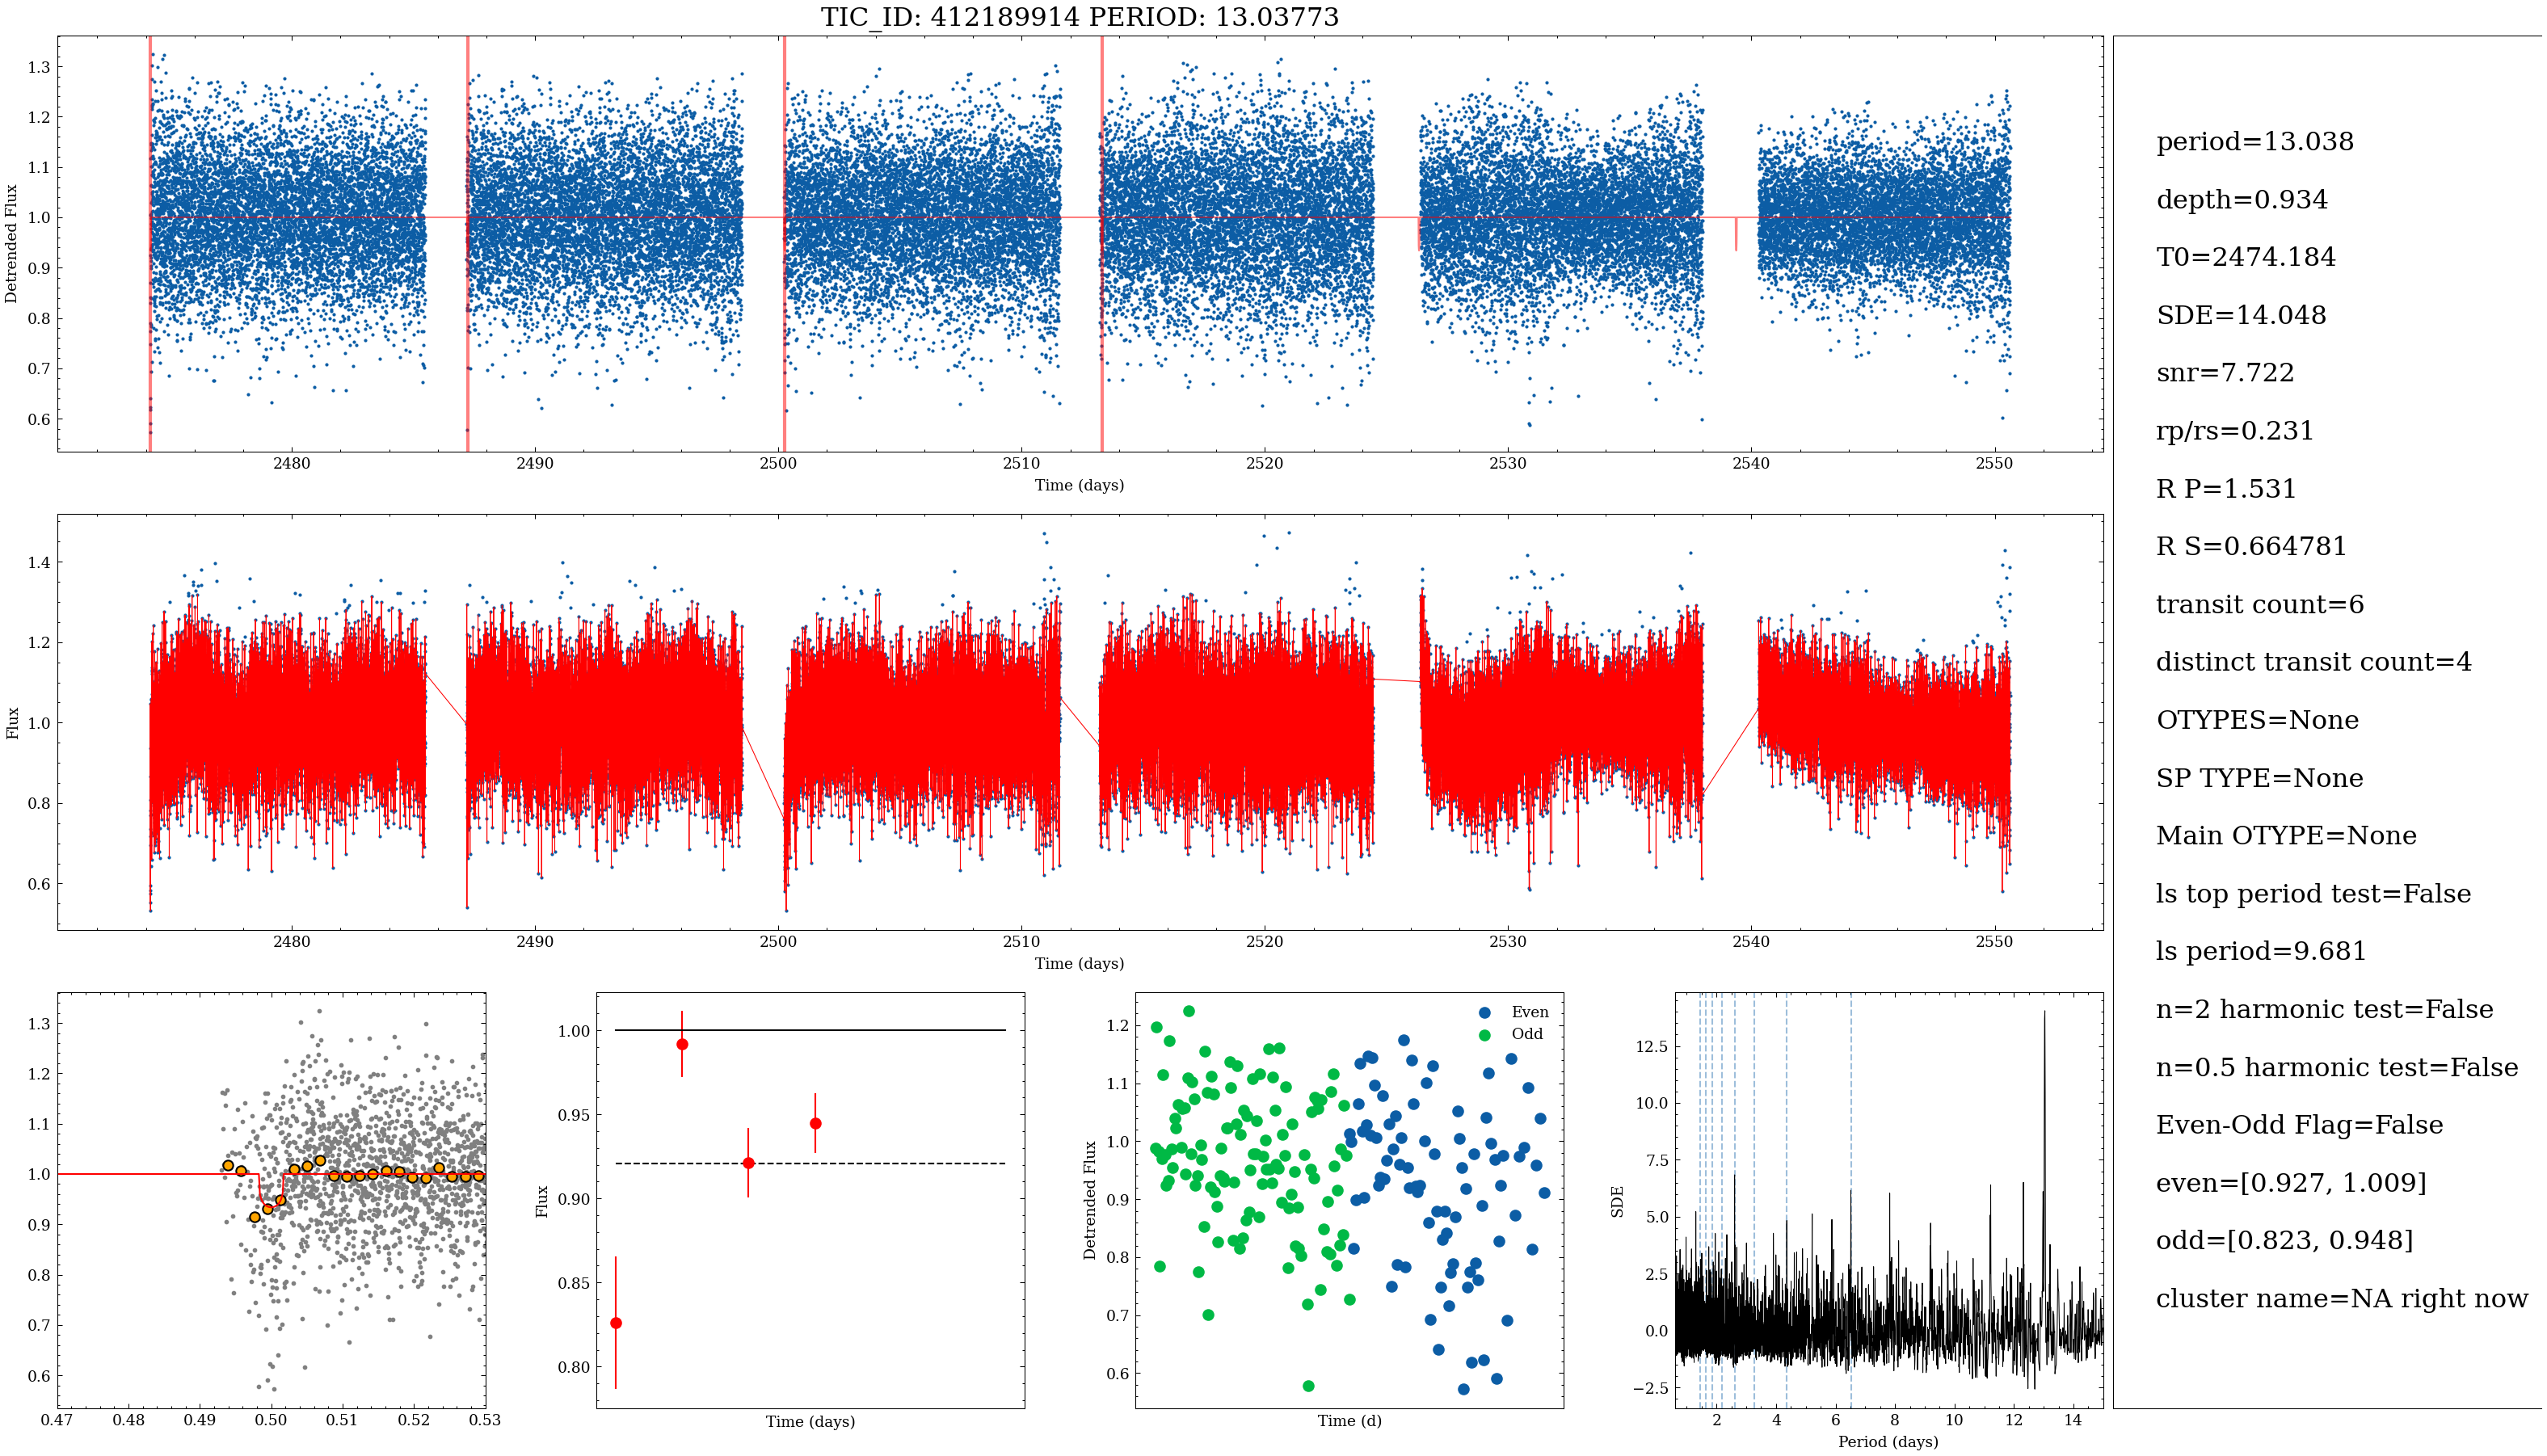 TIC_ID: 412189914 PERIOD: 13.03773
Detrended Flux
1.3
1.2
1.1
1.0
0.9
0.8
0.7
0.6
2480 2490 2500 2510 2520 2530 2540 2550
Time (days)
Flux
1.4
1.2
1.0
0.8
0.6
2480 2490 2500 2510 2520 2530 2540 2550
Time (days)
1.3
1.2
1.1
1.0
0.9
0.8
0.7
0.6
0.47 0.48 0.49 0.50 0.51 0.52 0.53
Flux
1.00
0.95
0.90
0.85
0.80
Time (days)
Detrended Flux
1.2
1.1
1.0
0.9
0.8
0.7
0.6
Even
Odd
Time (d)
SDE
12.5
10.0
7.5
5.0
2.5
0.0
−2.5
2 4 6 8 10 12 14
Period (days)
period=13.038
depth=0.934
T0=2474.184
SDE=14.048
snr=7.722
rp/rs=0.231
R P=1.531
R S=0.664781
transit count=6
distinct transit count=4
OTYPES=None
SP TYPE=None
Main OTYPE=None
ls top period test=False
ls period=9.681
n=2 harmonic test=False
n=0.5 harmonic test=False
Even-Odd Flag=False
even=[0.927, 1.009]
odd=[0.823, 0.948]
cluster name=NA right now